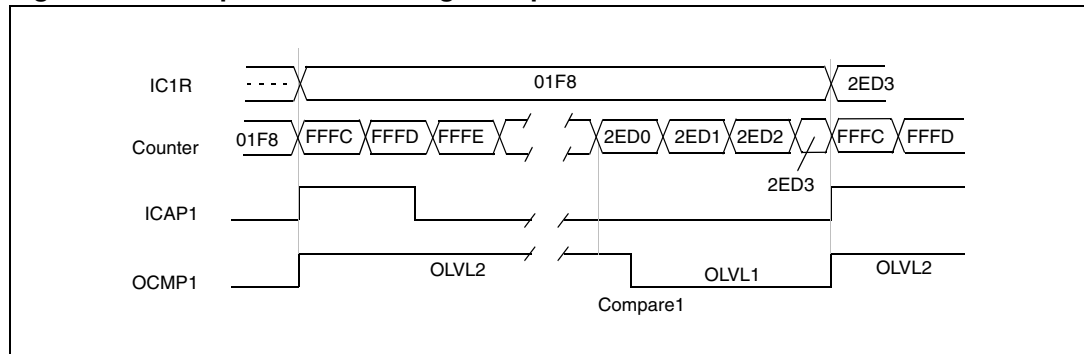 IC1R 01F8 2ED3
Counter 01F8 FFFC FFFD FFFE 2ED0 2ED1 2ED2 FFFC FFFD
2ED3
ICAP1
OCMP1 OLVL2 OLVL1 OLVL2
Compare1